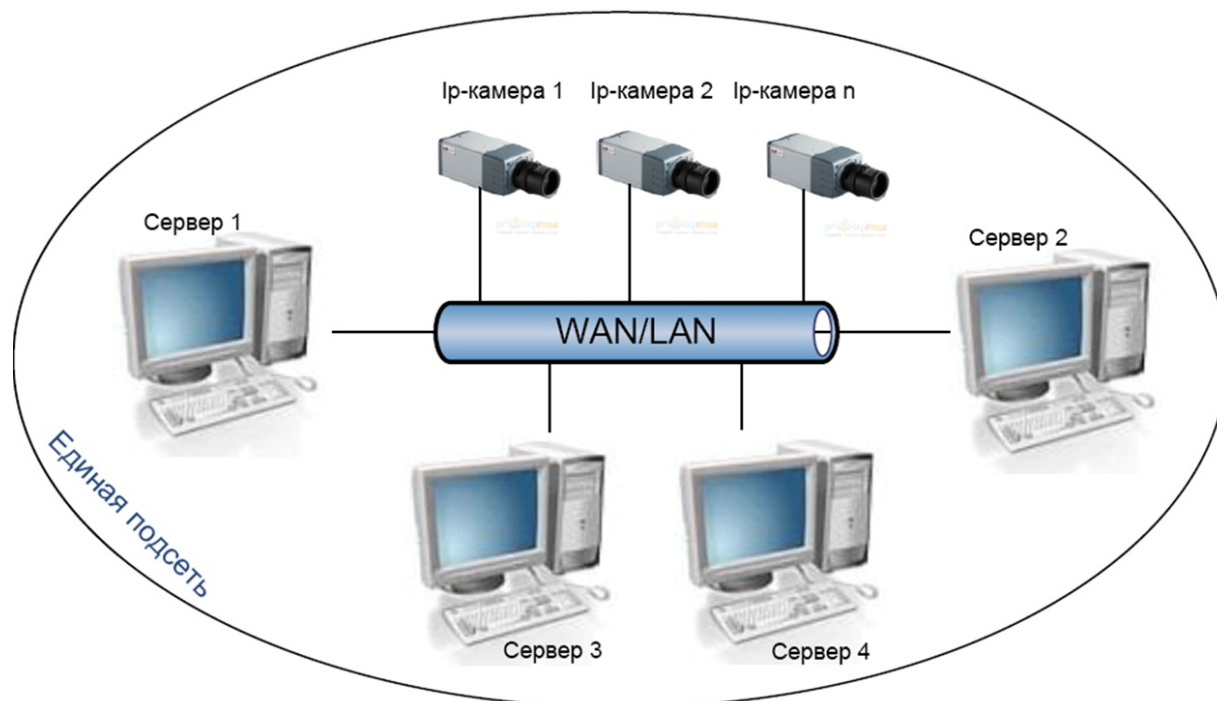 Ip-камера 1
Ip-камера 2
Ip-камера n
Сервер 1
Сервер 2
WAN/LAN
Единая подсеть
Сервер 3
Сервер 4